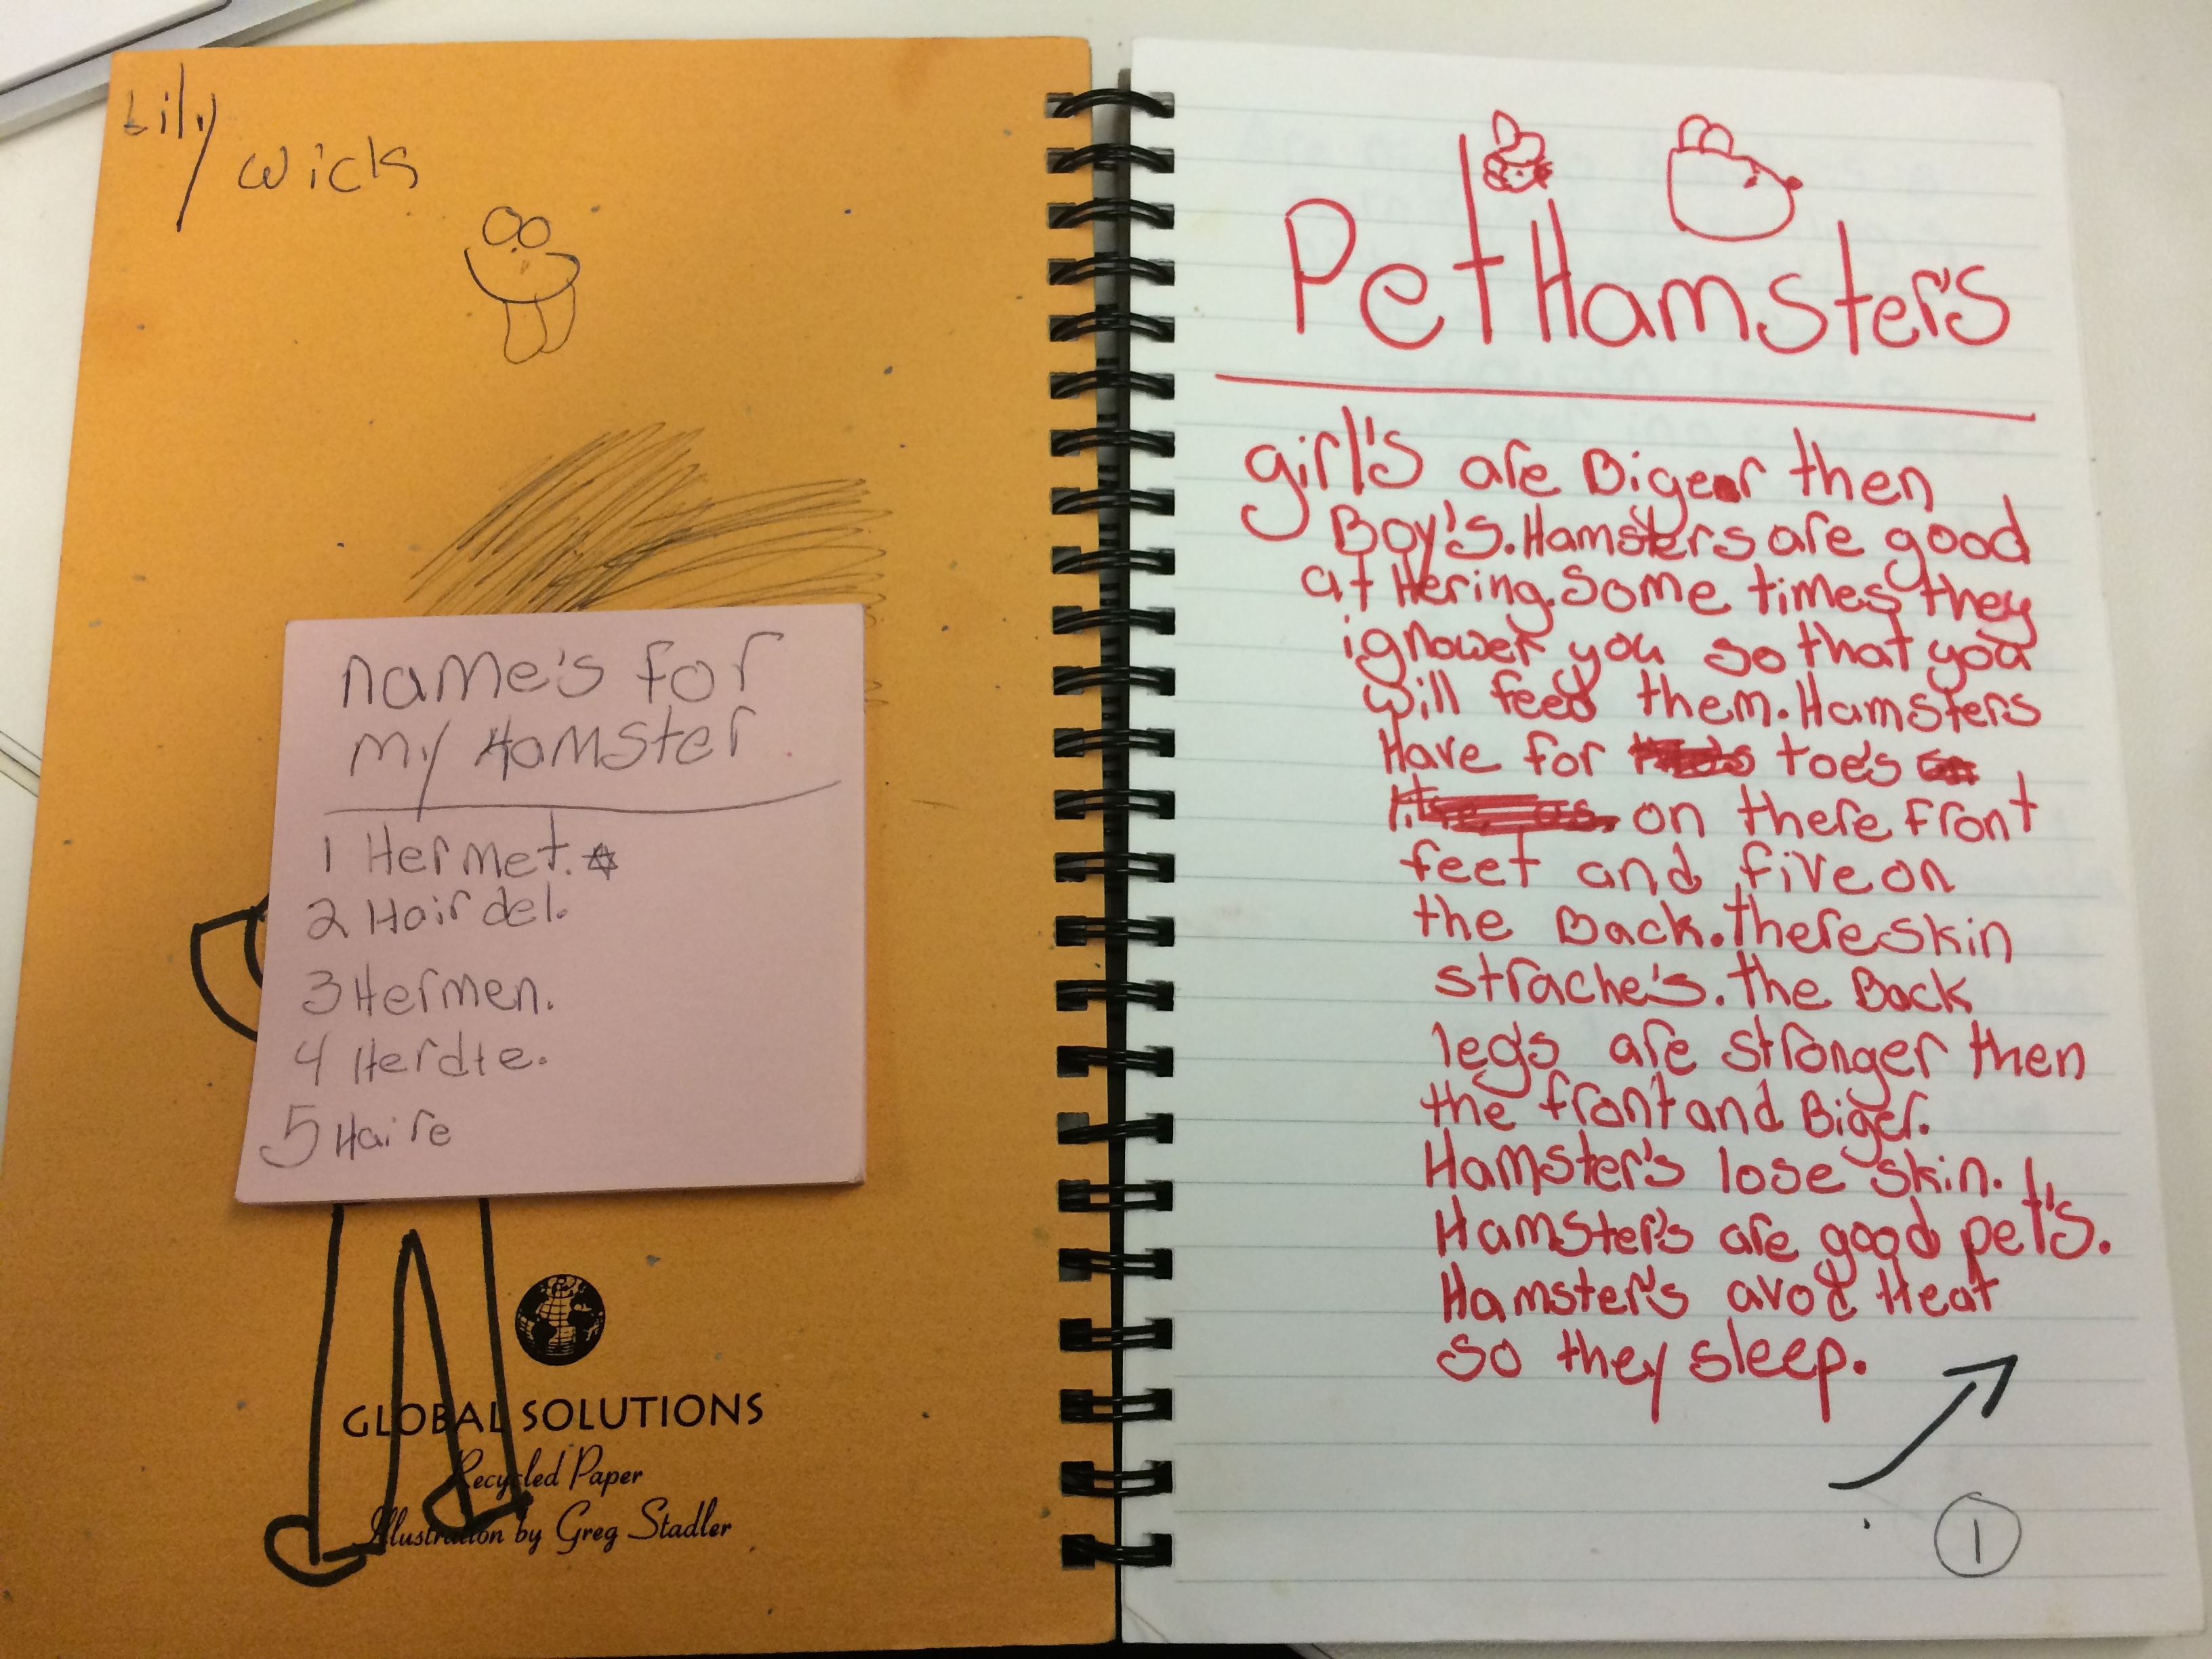 Lily
wicks
name's for
my Hamster
1 Hermet.
2 Hairdel.
3 Hermen.
4 Herdte.
5 Haire
GLOBAL SOLUTIONS
Recycled Paper
Illustration by Greg Stadler
Pet Hamster's
girl's are Biger then
Boy's. Hamsters are good
at Hering. Some times they
ignower you so that you
will feed them. Hamsters
Have for toe's
on there front
feet and five on
the Back. there skin
strache's. the Back
leg's are stronger then
the front and Biger.
Hamster's lose skin.
Hamster's are good pet's.
Hamster's avod Heat
so they sleep.
1